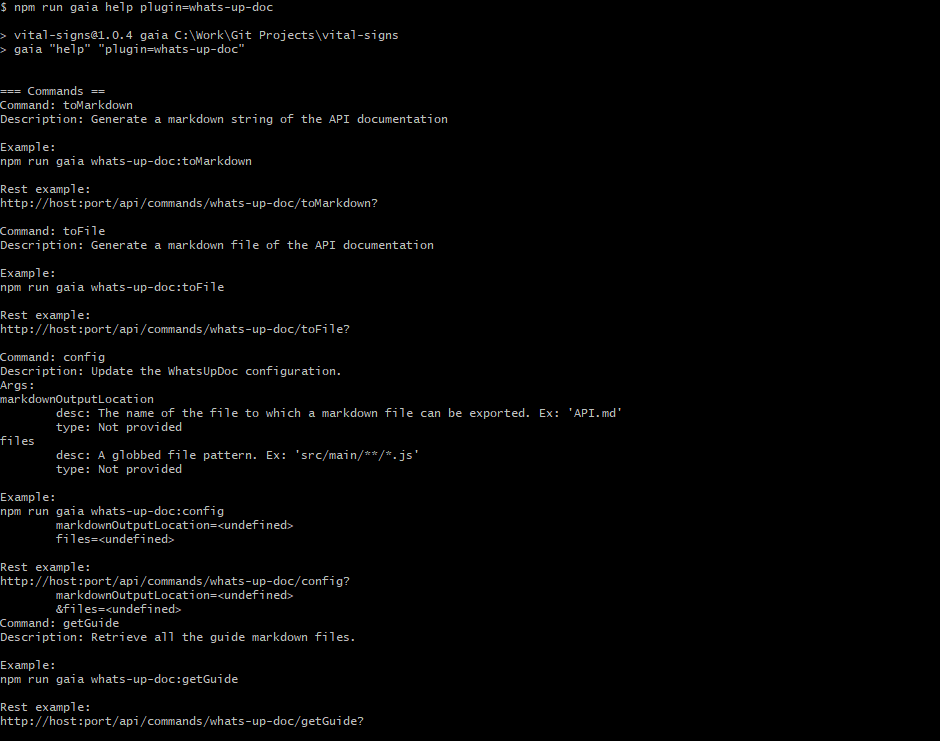 $ npm run gaia help plugin=whats-up-doc

> vital-signs@1.0.4 gaia C:\Work\Git Projects\vital-signs
> gaia "help" "plugin=whats-up-doc"


=== Commands ==
Command: toMarkdown
Description: Generate a markdown string of the API documentation

Example:
npm run gaia whats-up-doc:toMarkdown

Rest example:
http://host:port/api/commands/whats-up-doc/toMarkdown?

Command: toFile
Description: Generate a markdown file of the API documentation

Example:
npm run gaia whats-up-doc:toFile

Rest example:
http://host:port/api/commands/whats-up-doc/toFile?

Command: config
Description: Update the WhatsUpDoc configuration.
Args:
markdownOutputLocation
        desc: The name of the file to which a markdown file can be exported. Ex: 'API.md'
        type: Not provided
files
        desc: A globbed file pattern. Ex: 'src/main/**/*.js'
        type: Not provided

Example:
npm run gaia whats-up-doc:config
        markdownOutputLocation=<undefined>
        files=<undefined>

Rest example:
http://host:port/api/commands/whats-up-doc/config?
        markdownOutputLocation=<undefined>
        &files=<undefined>
Command: getGuide
Description: Retrieve all the guide markdown files.

Example:
npm run gaia whats-up-doc:getGuide

Rest example:
http://host:port/api/commands/whats-up-doc/getGuide?